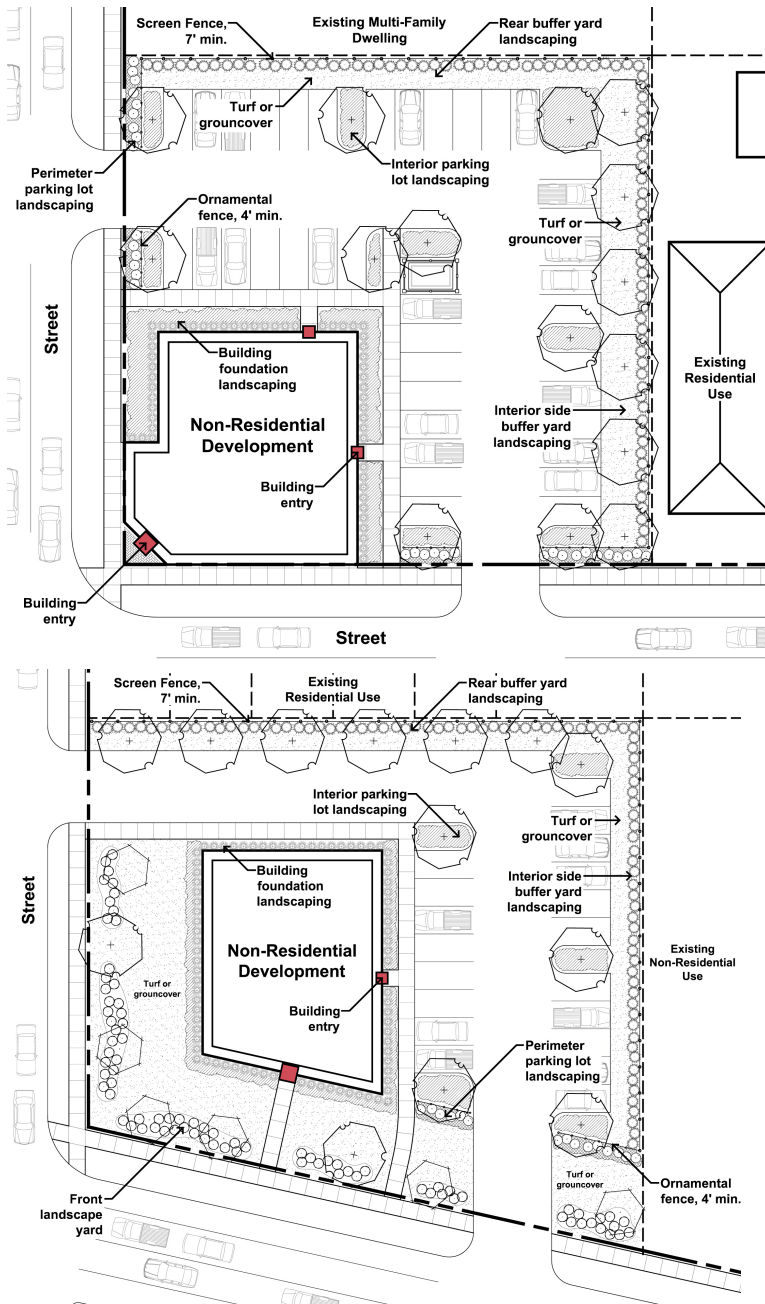 Screen Fence,
7' min.
Existing Multi-Family
Dwelling
Rear buffer yard
landscaping
Turf or
groundcover
Perimeter
parking lot
landscaping
Interior parking
lot landscaping
Ornamental
fence, 4' min.
Turf or
groundcover
Street
Building
foundation
landscaping
Existing
Residential
Use
Non-Residential
Development
Interior side
buffer yard
landscaping
Building
entry
Building
entry
Street
Screen Fence,
7' min.
Existing
Residential Use
Rear buffer yard
landscaping
Interior parking
lot landscaping
Turf or
groundcover
Building
foundation
landscaping
Interior side
buffer yard
landscaping
Street
Non-Residential
Development
Existing
Non-Residential
Use
Turf or
grouncover
Building
entry
Perimeter
parking lot
landscaping
Turf or
grouncover
Ornamental
fence, 4' min.
Front
landscape
yard